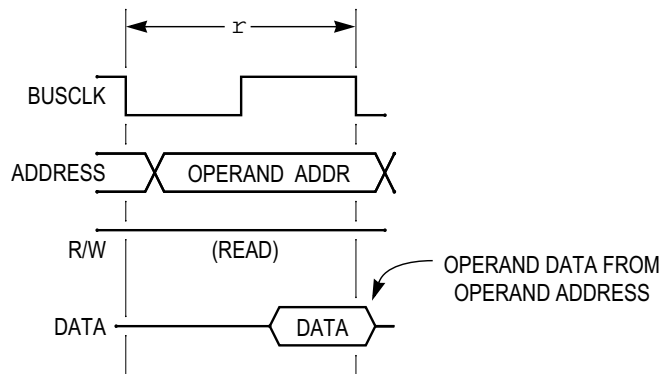 r
BUSCLK
ADDRESS OPERAND ADDR
R/W (READ)
OPERAND DATA FROM
OPERAND ADDRESS
DATA DATA